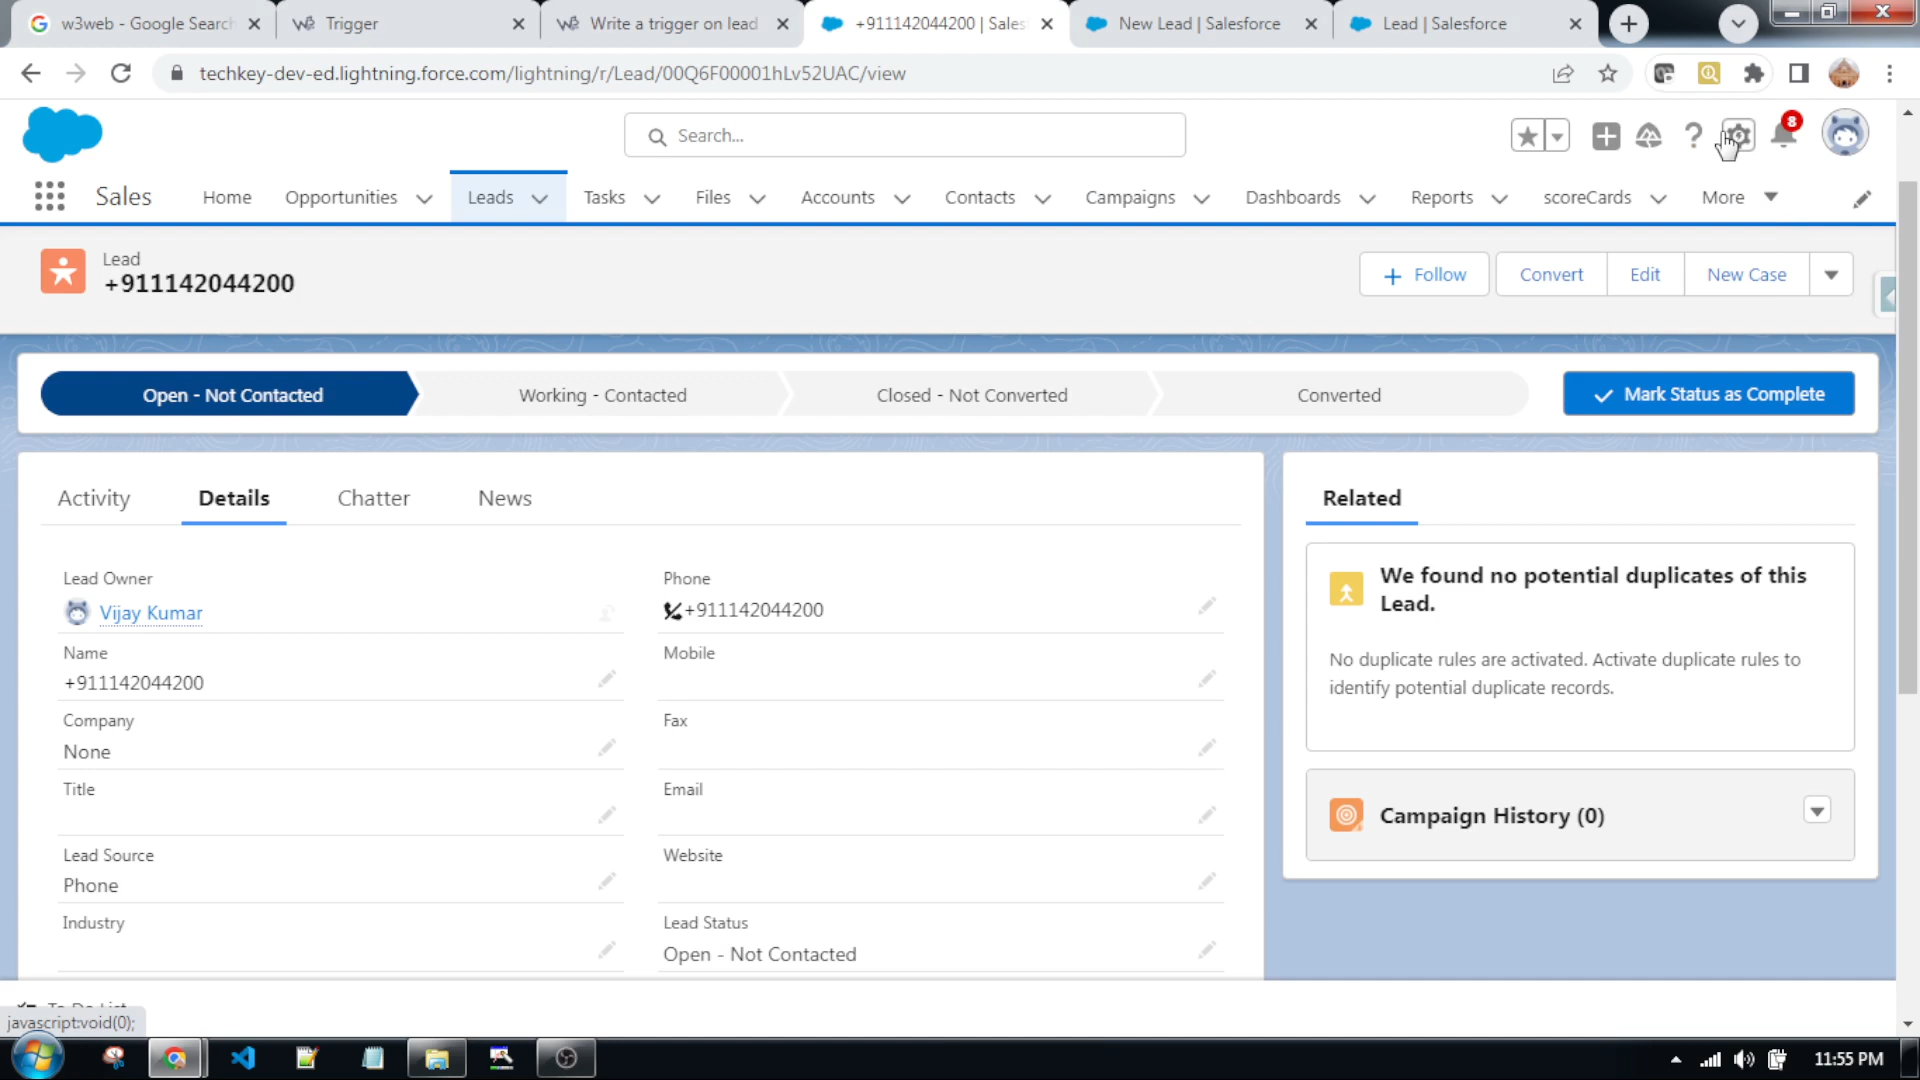 w3web - Google Search
Trigger
Write a trigger on lead
+911142044200 | Sales
New Lead | Salesforce
Lead | Salesforce
techkey-dev-ed.lightning.force.com/lightning/r/Lead/00Q6F00001hLv52UAC/view
Search...
8
Sales
Home
Opportunities
Leads
Tasks
Files
Accounts
Contacts
Campaigns
Dashboards
Reports
scoreCards
More
Lead
+911142044200
Follow
Convert
Edit
New Case
Open - Not Contacted
Working - Contacted
Closed - Not Converted
Converted
Mark Status as Complete
Activity
Details
Chatter
News
Lead Owner
Vijay Kumar
Name
+911142044200
Company
None
Title
Lead Source
Phone
Industry
Phone
+911142044200
Mobile
Fax
Email
Website
Lead Status
Open - Not Contacted
Related
We found no potential duplicates of this
Lead.
No duplicate rules are activated. Activate duplicate rules to
identify potential duplicate records.
Campaign History (0)
To Do List
javascript:void(0);
11:55 PM